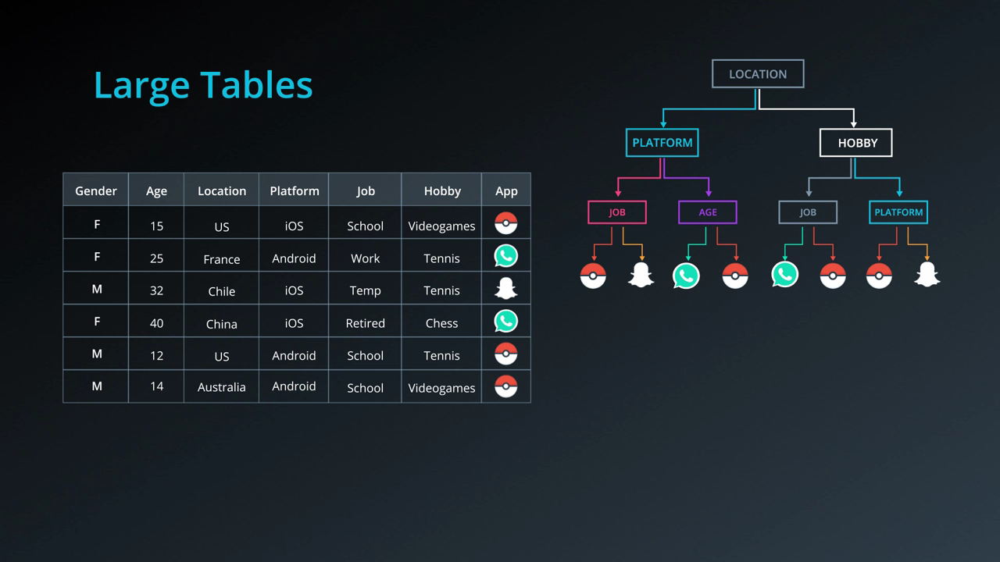 Large Tables
Gender Age Location Platform Job Hobby App
F 15 US iOS School Videogames
F 25 France Android Work Tennis
M 32 Chile iOS Temp Tennis
F 40 China iOS Retired Chess
M 12 US Android School Tennis
M 14 Australia Android School Videogames
LOCATION
PLATFORM HOBBY
JOB AGE JOB PLATFORM